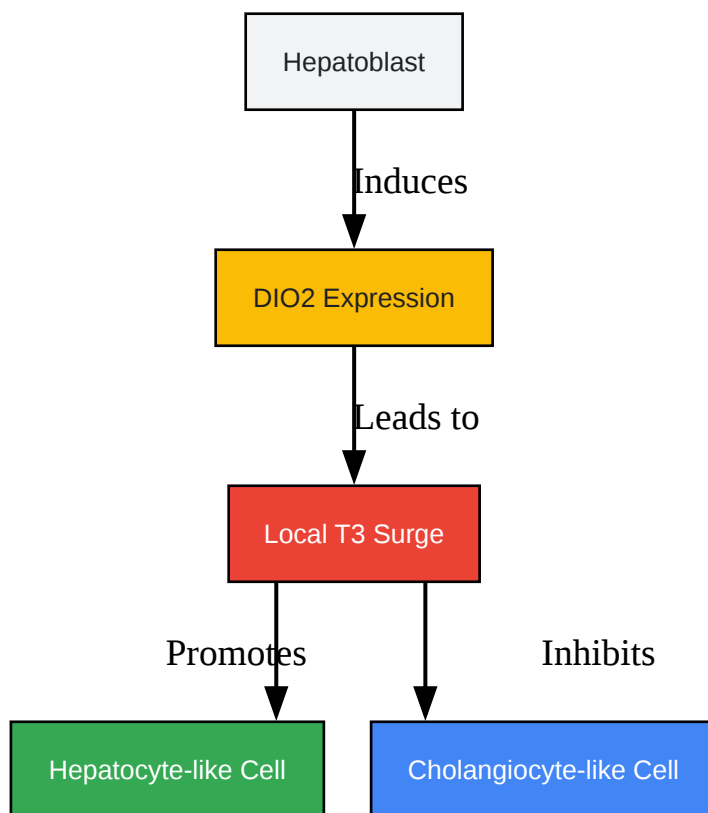 Hepatoblast
Induces
DIO2 Expression
Leads to
Local T3 Surge
Promotes
Inhibits
Hepatocyte-like Cell
Cholangiocyte-like Cell